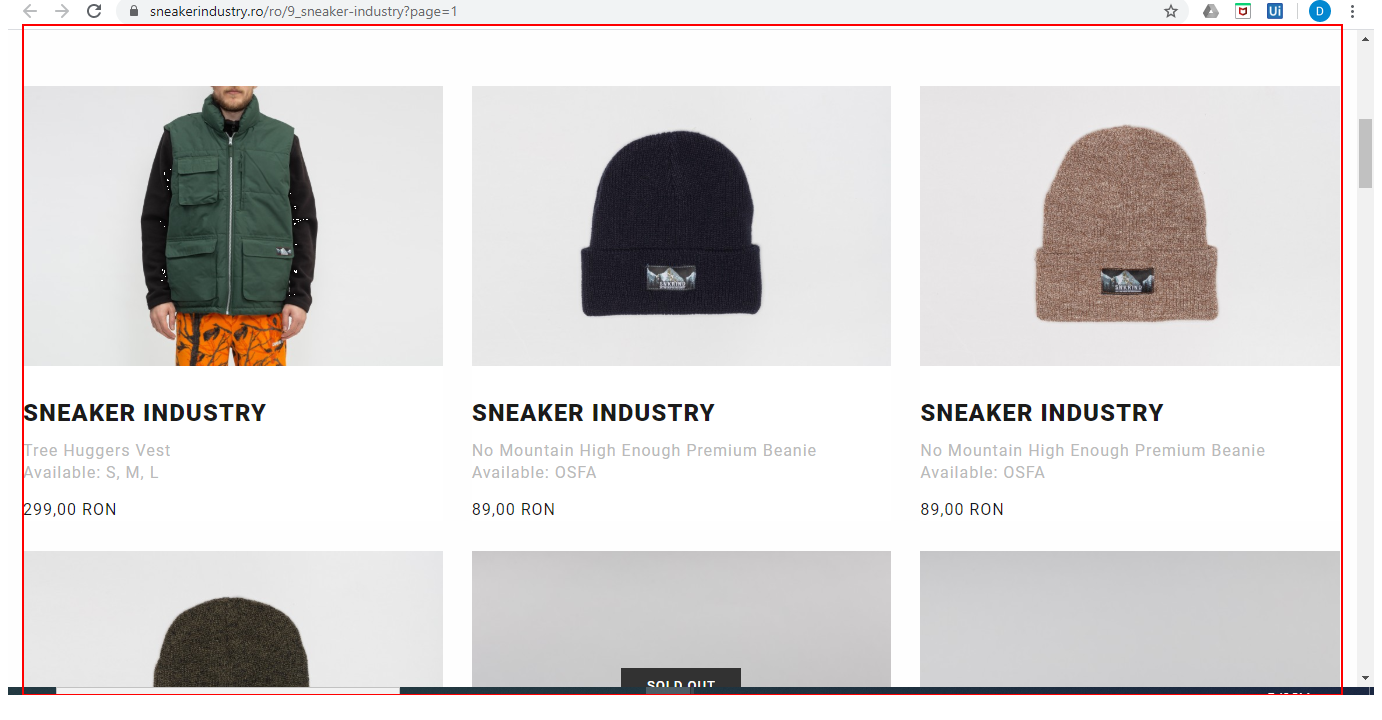 sneakerindustry.ro/ro/9_sneaker-industry?page=1
Ui
D
SNEAKER INDUSTRY
Tree Huggers Vest
Available: S, M, L
299,00 RON
SNEAKER INDUSTRY
No Mountain High Enough Premium Beanie
Available: OSFA
89,00 RON
SNEAKER INDUSTRY
No Mountain High Enough Premium Beanie
Available: OSFA
89,00 RON
SOLD OUT